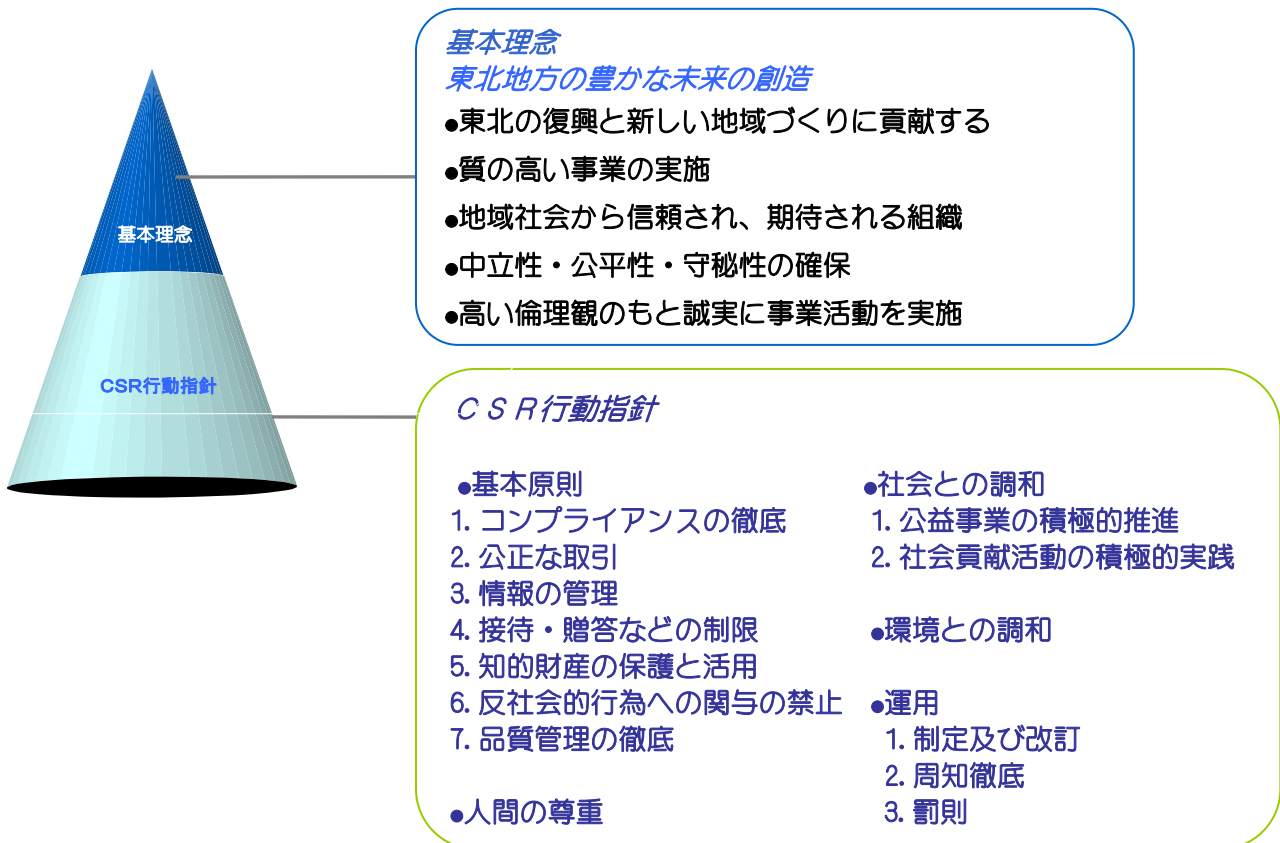 基本理念
東北地方の豊かな未来の創造
●東北の復興と新しい地域づくりに貢献する
●質の高い事業の実施
●地域社会から信頼され、期待される組織
●中立性・公平性・守秘性の確保
●高い倫理観のもと誠実に事業活動を実施
基本理念
CSR行動指針
ＣＳＲ行動指針
●基本原則
1. コンプライアンスの徹底
2. 公正な取引
3. 情報の管理
4. 接待・贈答などの制限
5. 知的財産の保護と活用
6. 反社会的行為への関与の禁止
7. 品質管理の徹底
●人間の尊重
●社会との調和
1. 公益事業の積極的推進
2. 社会貢献活動の積極的実践
●環境との調和
●運用
1. 制定及び改訂
2. 周知徹底
3. 罰則